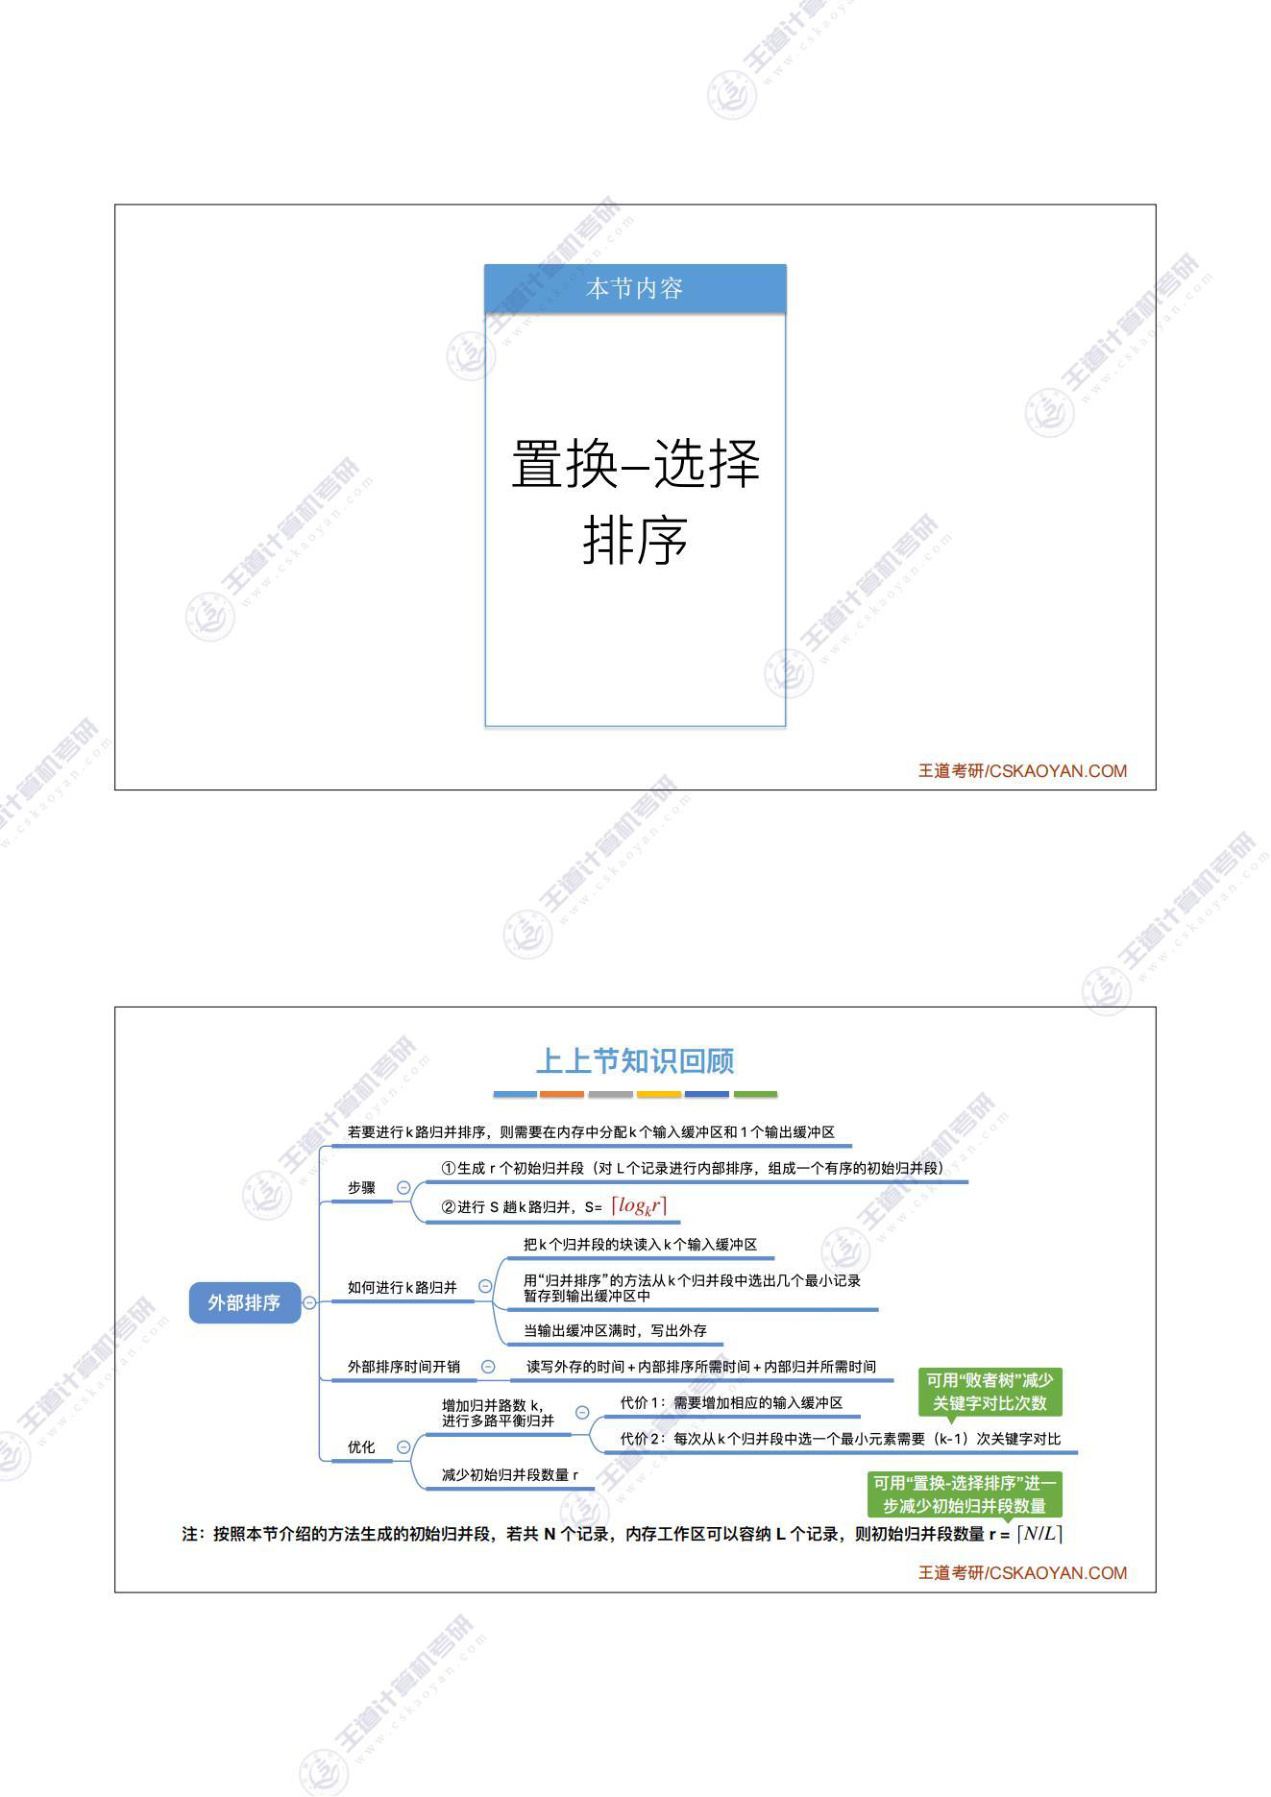 本节内容
置换–选择
排序
王道考研/CSKAOYAN.COM
上上节知识回顾
若要进行k路归并排序，则需要在内存中分配k个输入缓冲区和1个输出缓冲区
步骤
①生成 r 个初始归并段（对 L个记录进行内部排序，组成一个有序的初始归并段）
②进行 S 趟k路归并，S= ⌈logₖr⌉
外部排序
如何进行k路归并
把k个归并段的块读入k个输入缓冲区
用“归并排序”的方法从k个归并段中选出几个最小记录
暂存到输出缓冲区中
当输出缓冲区满时，写出外存
外部排序时间开销
读写外存的时间+内部排序所需时间+内部归并所需时间
优化
增加归并路数 k，
进行多路平衡归并
代价1：需要增加相应的输入缓冲区
代价2：每次从k个归并段中选一个最小元素需要（k-1）次关键字对比
可用“败者树”减少
关键字对比次数
减少初始归并段数量 r
可用“置换-选择排序”进一
步减少初始归并段数量
注：按照本节介绍的方法生成的初始归并段，若共 N 个记录，内存工作区可以容纳 L 个记录，则初始归并段数量 r = ⌈N/L⌉
王道考研/CSKAOYAN.COM
王道计算机考研
www.cskaoyan.com